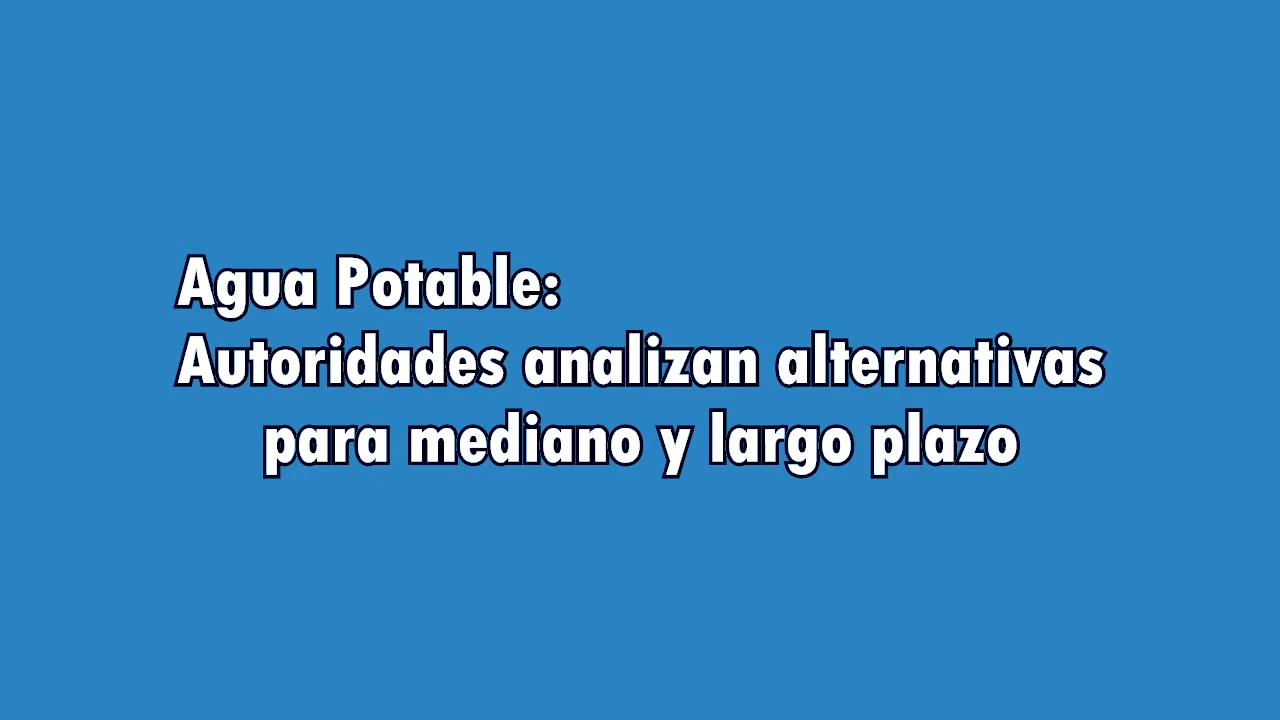 Agua Potable:
Autoridades analizan alternativas
para mediano y largo plazo